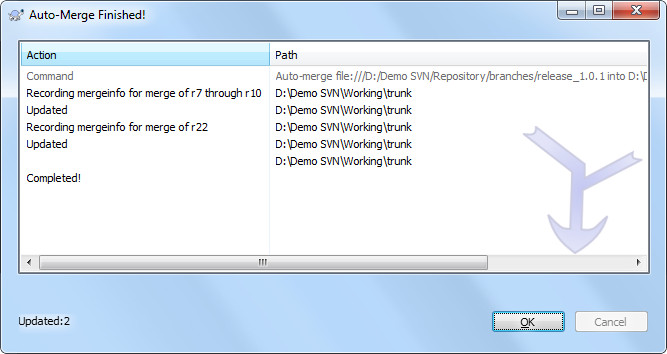 Auto-Merge Finished!
Action Path
Command Auto-merge file:///D:/Demo SVN/Repository/branches/release_1.0.1 into D:\
Recording mergeinfo for merge of r7 through r10 D:\Demo SVN\Working\trunk
Updated D:\Demo SVN\Working\trunk
Recording mergeinfo for merge of r22 D:\Demo SVN\Working\trunk
Updated D:\Demo SVN\Working\trunk
D:\Demo SVN\Working\trunk
Completed!
Updated:2
OK Cancel